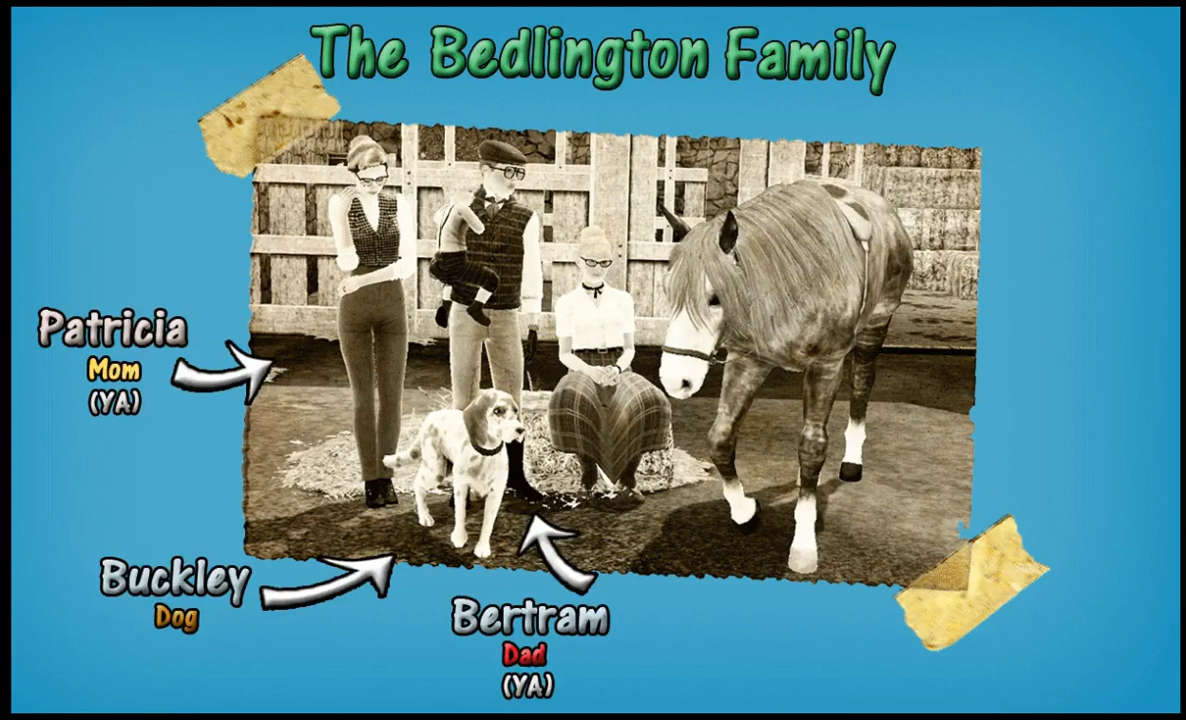 The Bedlington Family
Patricia
Mom
(YA)
Buckley
Dog
Bertram
Dad
(YA)